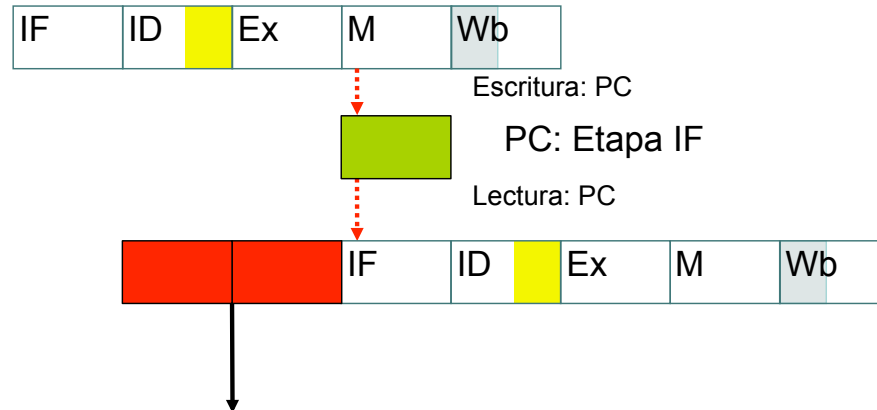 IF ID Ex M Wb
Escritura: PC
PC: Etapa IF
Lectura: PC
IF ID Ex M Wb